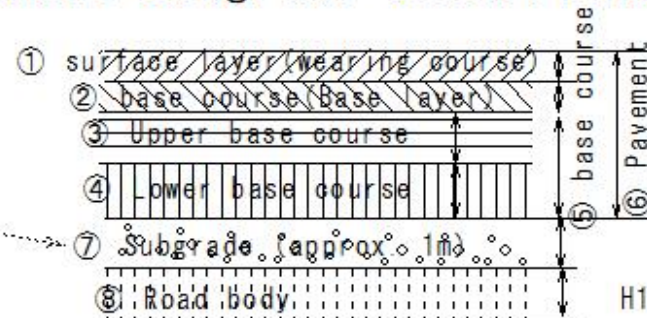 ① surface layer(wearing course)
② base course(Base layer)
③ Upper base course
④ Lower base course
⑤ base course
⑥ Pavement
⑦ Subgrade (approx. 1m)
⑧ Road body
H1